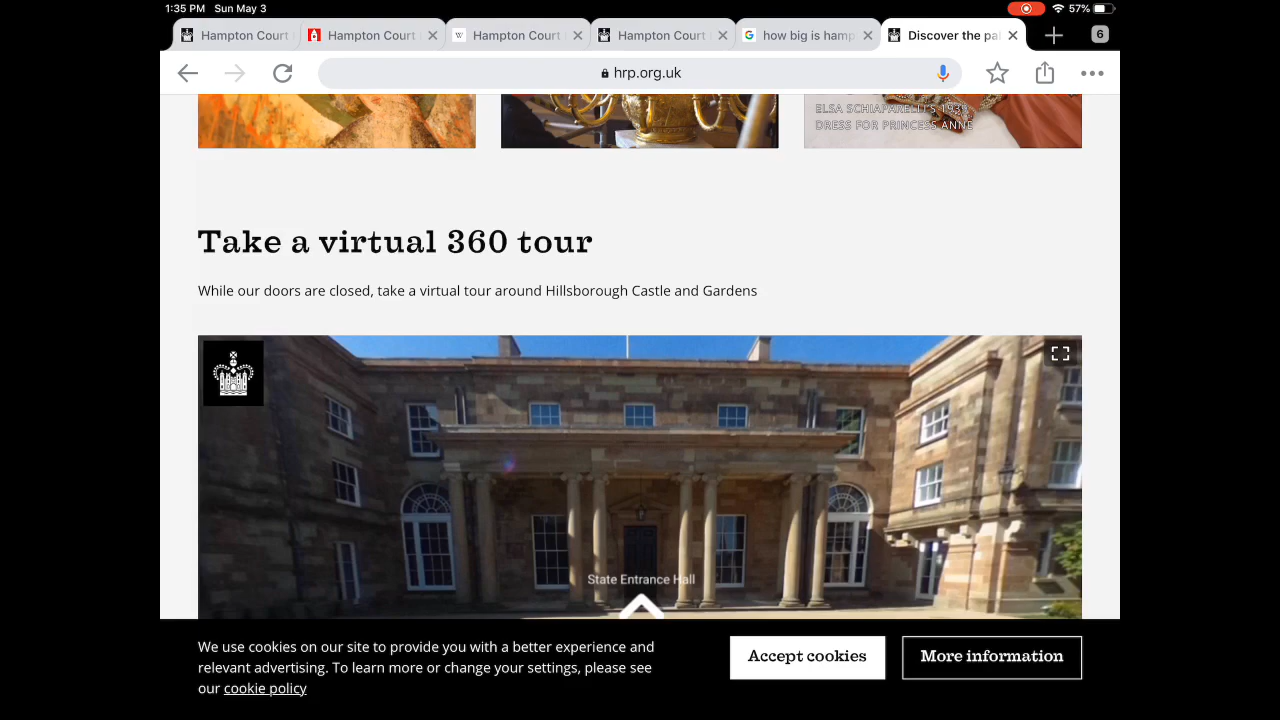 1:35 PM Sun May 3
57%
Hampton Court
Hampton Court
Hampton Court
Hampton Court
how big is hamp
Discover the pal
6
hrp.org.uk
ELSA SCHIAPARELLI'S 1935
DRESS FOR PRINCESS ANNE
Take a virtual 360 tour
While our doors are closed, take a virtual tour around Hillsborough Castle and Gardens
State Entrance Hall
We use cookies on our site to provide you with a better experience and
relevant advertising. To learn more or change your settings, please see
our cookie policy
Accept cookies
More information